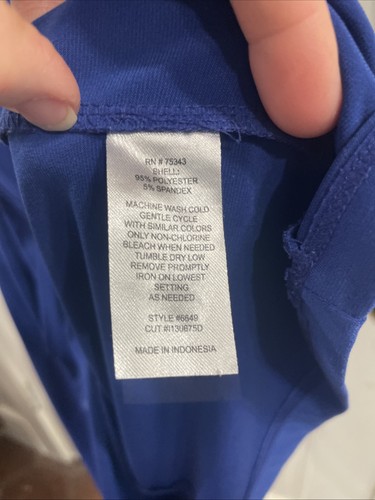 RN # 75343
SHELL:
95% POLYESTER
5% SPANDEX
MACHINE WASH COLD
GENTLE CYCLE
WITH SIMILAR COLORS
ONLY NON-CHLORINE
BLEACH WHEN NEEDED
TUMBLE DRY LOW
REMOVE PROMPTLY
IRON ON LOWEST
SETTING
AS NEEDED
STYLE #6649
CUT #I130675D
MADE IN INDONESIA